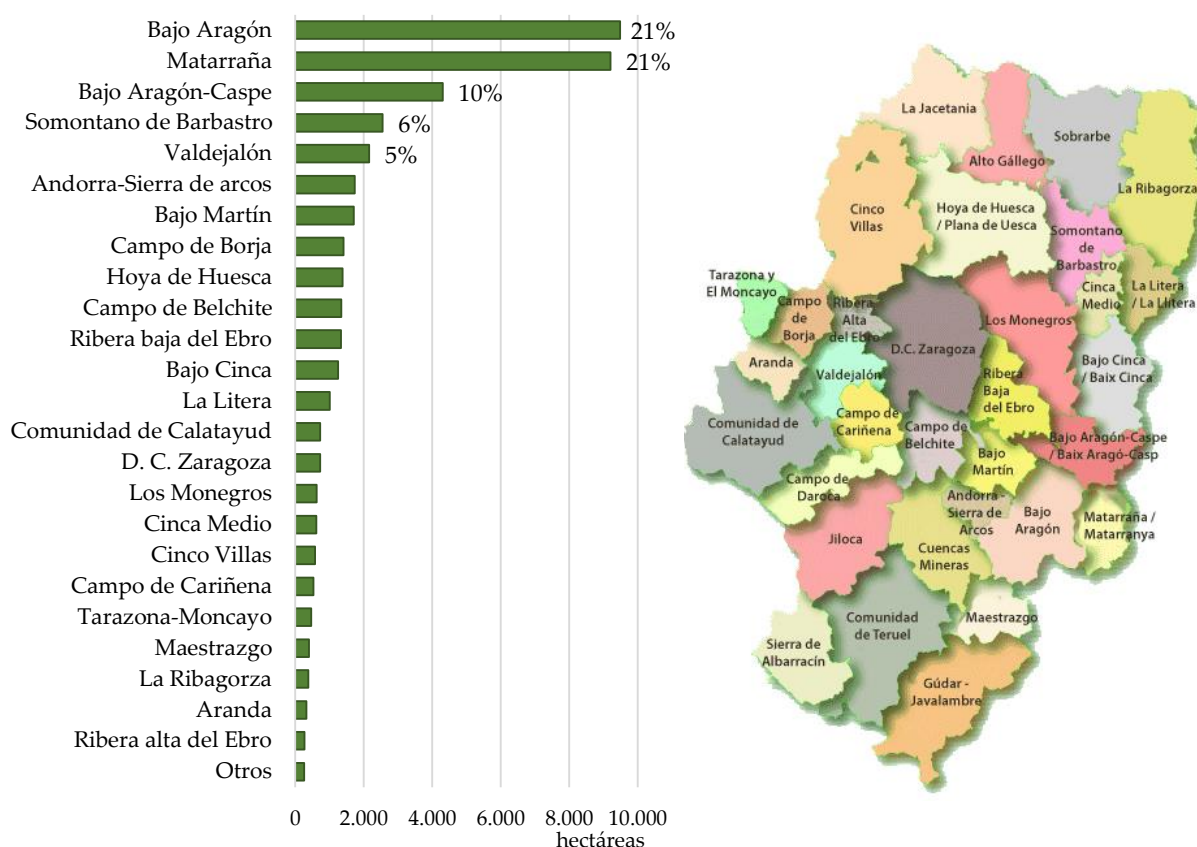 Bajo Aragón
21%
Matarraña
21%
Bajo Aragón-Caspe
10%
Somontano de Barbastro
6%
Valdejalón
5%
Andorra-Sierra de arcos
Bajo Martín
Campo de Borja
Hoya de Huesca
Campo de Belchite
Ribera baja del Ebro
Bajo Cinca
La Litera
Comunidad de Calatayud
D. C. Zaragoza
Los Monegros
Cinca Medio
Cinco Villas
Campo de Cariñena
Tarazona-Moncayo
Maestrazgo
La Ribagorza
Aranda
Ribera alta del Ebro
Otros
0 2.000 4.000 6.000 8.000 10.000
hectáreas
La Jacetania
Alto Gállego
Sobrarbe
La Ribagorza
Cinco
Villas
Hoya de Huesca
/ Plana de Uesca
Somontano
de
Barbastro
Tarazona y
El Moncayo
Campo
de
Borja
Ribera
Alta
del Ebro
D.C. Zaragoza
Los Monegros
Cinca
Medio
La Litera
/ La Llitera
Aranda
Valdejalón
Ribera
Baja
del Ebro
Bajo Cinca
/ Baix Cinca
Comunidad de
Calatayud
Campo de
Cariñena
Campo de
Belchite
Bajo
Martín
Bajo Aragón-Caspe
/ Baix Aragó-Casp
Campo de
Daroca
Andorra -
Sierra de
Arcos
Bajo
Aragón
Matarraña /
Matarranya
Jiloca
Cuencas
Mineras
Comunidad
de Teruel
Maestrazgo
Sierra de
Albarracín
Gúdar -
Javalambre